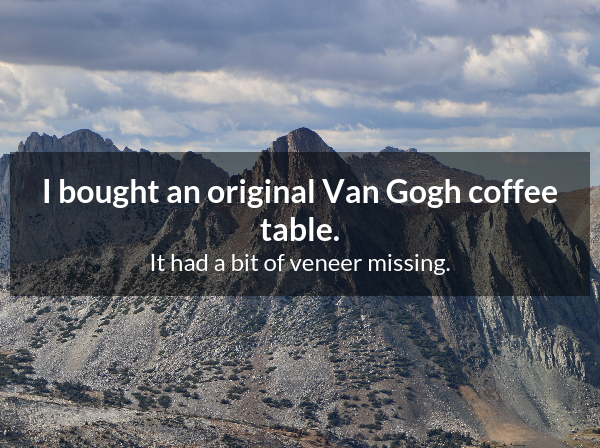 I bought an original Van Gogh coffee
table.
It had a bit of veneer missing.